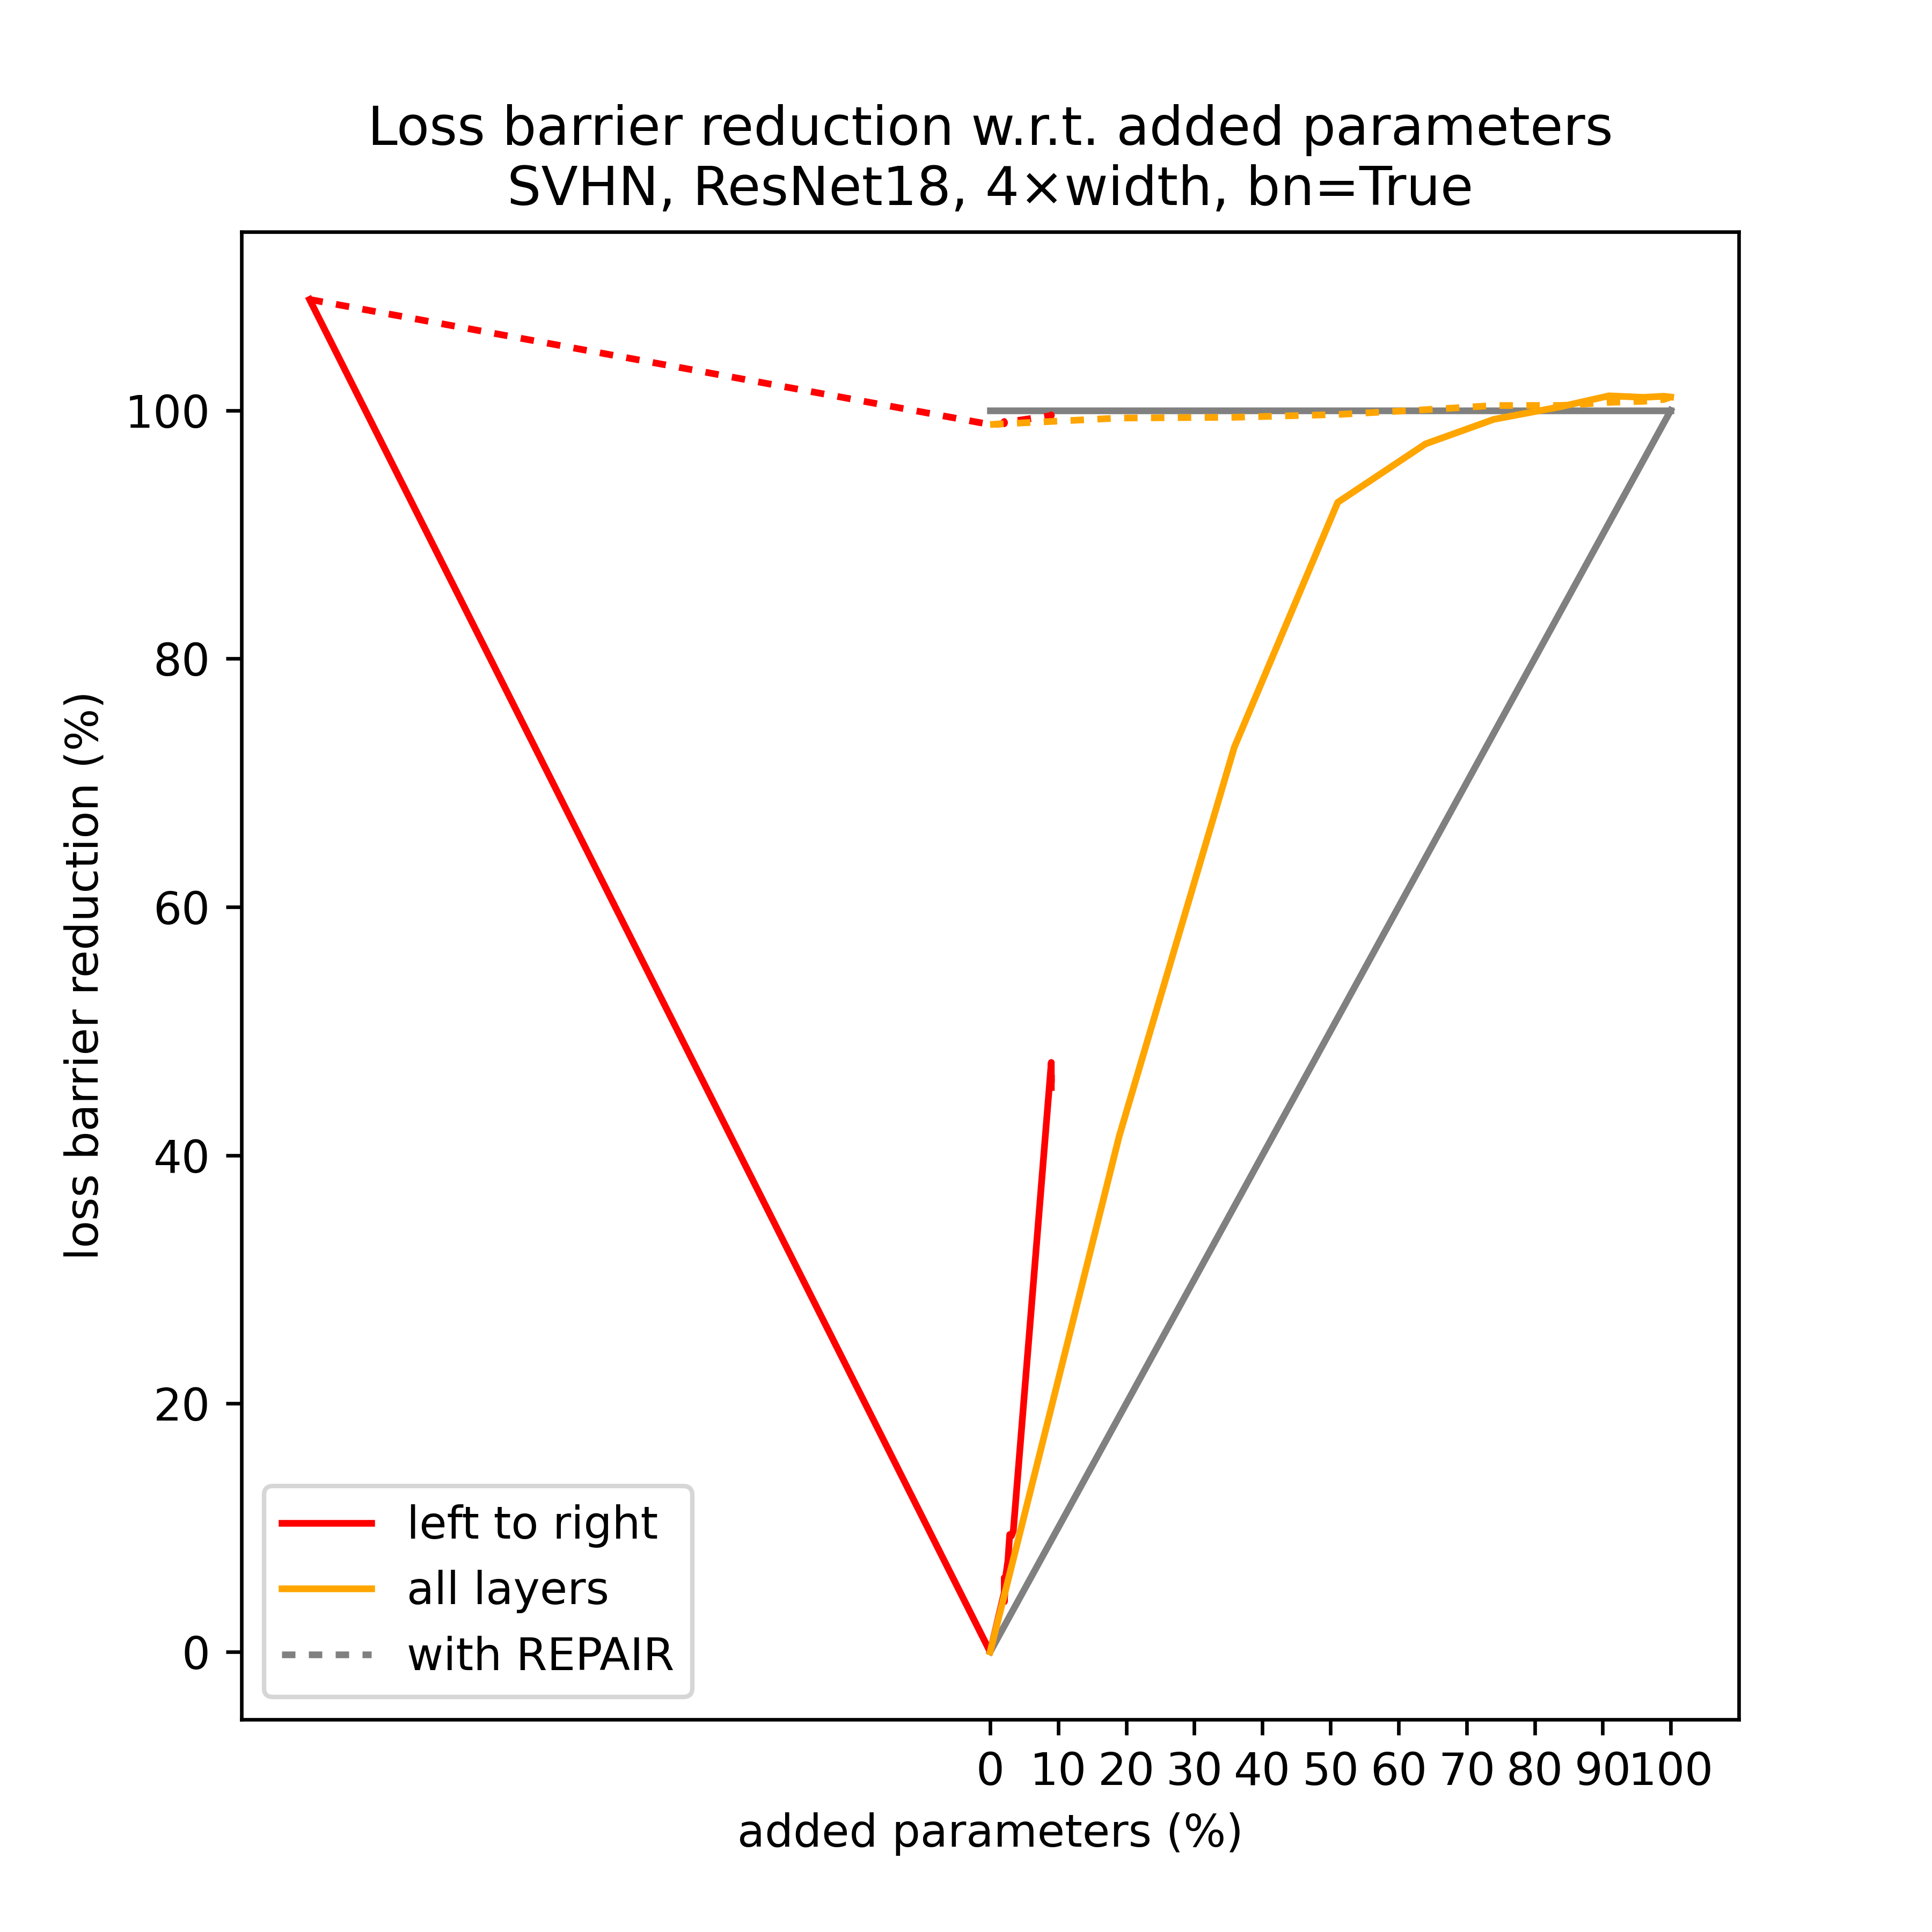 Loss barrier reduction w.r.t. added parameters
SVHN, ResNet18, 4×width, bn=True
loss barrier reduction (%)
100
80
60
40
20
0
left to right
all layers
with REPAIR
0 10 20 30 40 50 60 70 80 90 100
added parameters (%)